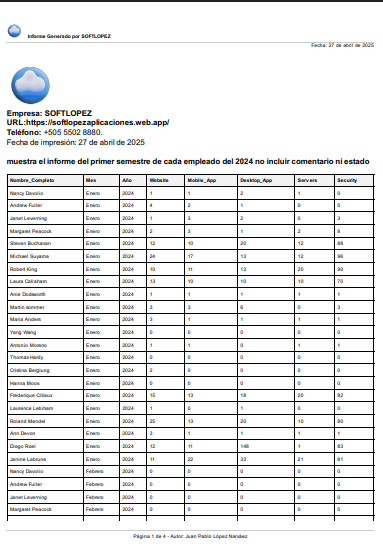 Informe Generado por SOFTLOPEZ
Fecha: 27 de abril de 2025
Empresa: SOFTLOPEZ
URL:https://softlopezaplicaciones.web.app/
Teléfono: +505 5502 8880.
Fecha de impresión: 27 de abril de 2025
muestra el informe del primer semestre de cada empleado del 2024 no incluir comentario ni estado
Nombre_Completo Mes Año Website Mobile_App Desktop_App Servers Security
Nancy Davolio Enero 2024 1 1 2 1 0
Andrew Fuller Enero 2024 4 2 1 0 0
Janet Leverning Enero 2024 1 3 2 0 3
Margaret Peacock Enero 2024 2 3 1 2 8
Steven Buchanan Enero 2024 12 10 20 12 88
Michael Suyama Enero 2024 24 17 13 12 96
Robert King Enero 2024 10 11 13 20 90
Laura Callaham Enero 2024 13 10 10 10 70
Anie Dodsworth Enero 2024 1 1 1 1 1
Martin sommer Enero 2024 3 3 6 0 3
Maria Anders Enero 2024 3 1 1 1 1
Yang Wang Enero 2024 0 0 0 0 0
Antonio Moreno Enero 2024 1 1 0 1 1
Thomas Hardy Enero 2024 0 0 0 0 0
Cristina Berglung Enero 2024 2 0 0 0 0
Hanna Moos Enero 2024 0 0 0 0 0
Frederique Citeaux Enero 2024 15 13 18 20 82
Laurence Lebiham Enero 2024 1 0 1 0 0
Roland Mendel Enero 2024 25 13 20 10 80
Ann Devon Enero 2024 3 1 1 1 1
Diego Roel Enero 2024 12 11 148 1 83
Janine Labrune Enero 2024 11 22 33 21 81
Nancy Davolio Febrero 2024 0 0 0 0 0
Andrew Fuller Febrero 2024 0 0 0 0 0
Janet Leverning Febrero 2024 0 0 0 0 0
Margaret Peacock Febrero 2024 0 0 0 0 0
Página 1 de 4 - Autor: Juan Pablo López Narváez